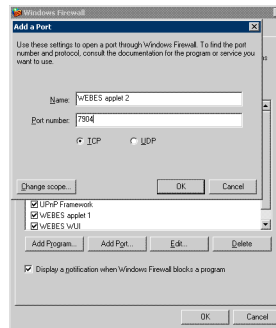 Windows Firewall
Add a Port
Use these settings to open a port through Windows Firewall. To find the port
number and protocol, consult the documentation for the program or service you
want to use.
Name: WEBES applet 2
Port number: 7904
TCP UDP
Change scope... OK Cancel
UPnP Framework
WEBES applet 1
WEBES WUI
Add Program... Add Port... Edit... Delete
Display a notification when Windows Firewall blocks a program
OK Cancel